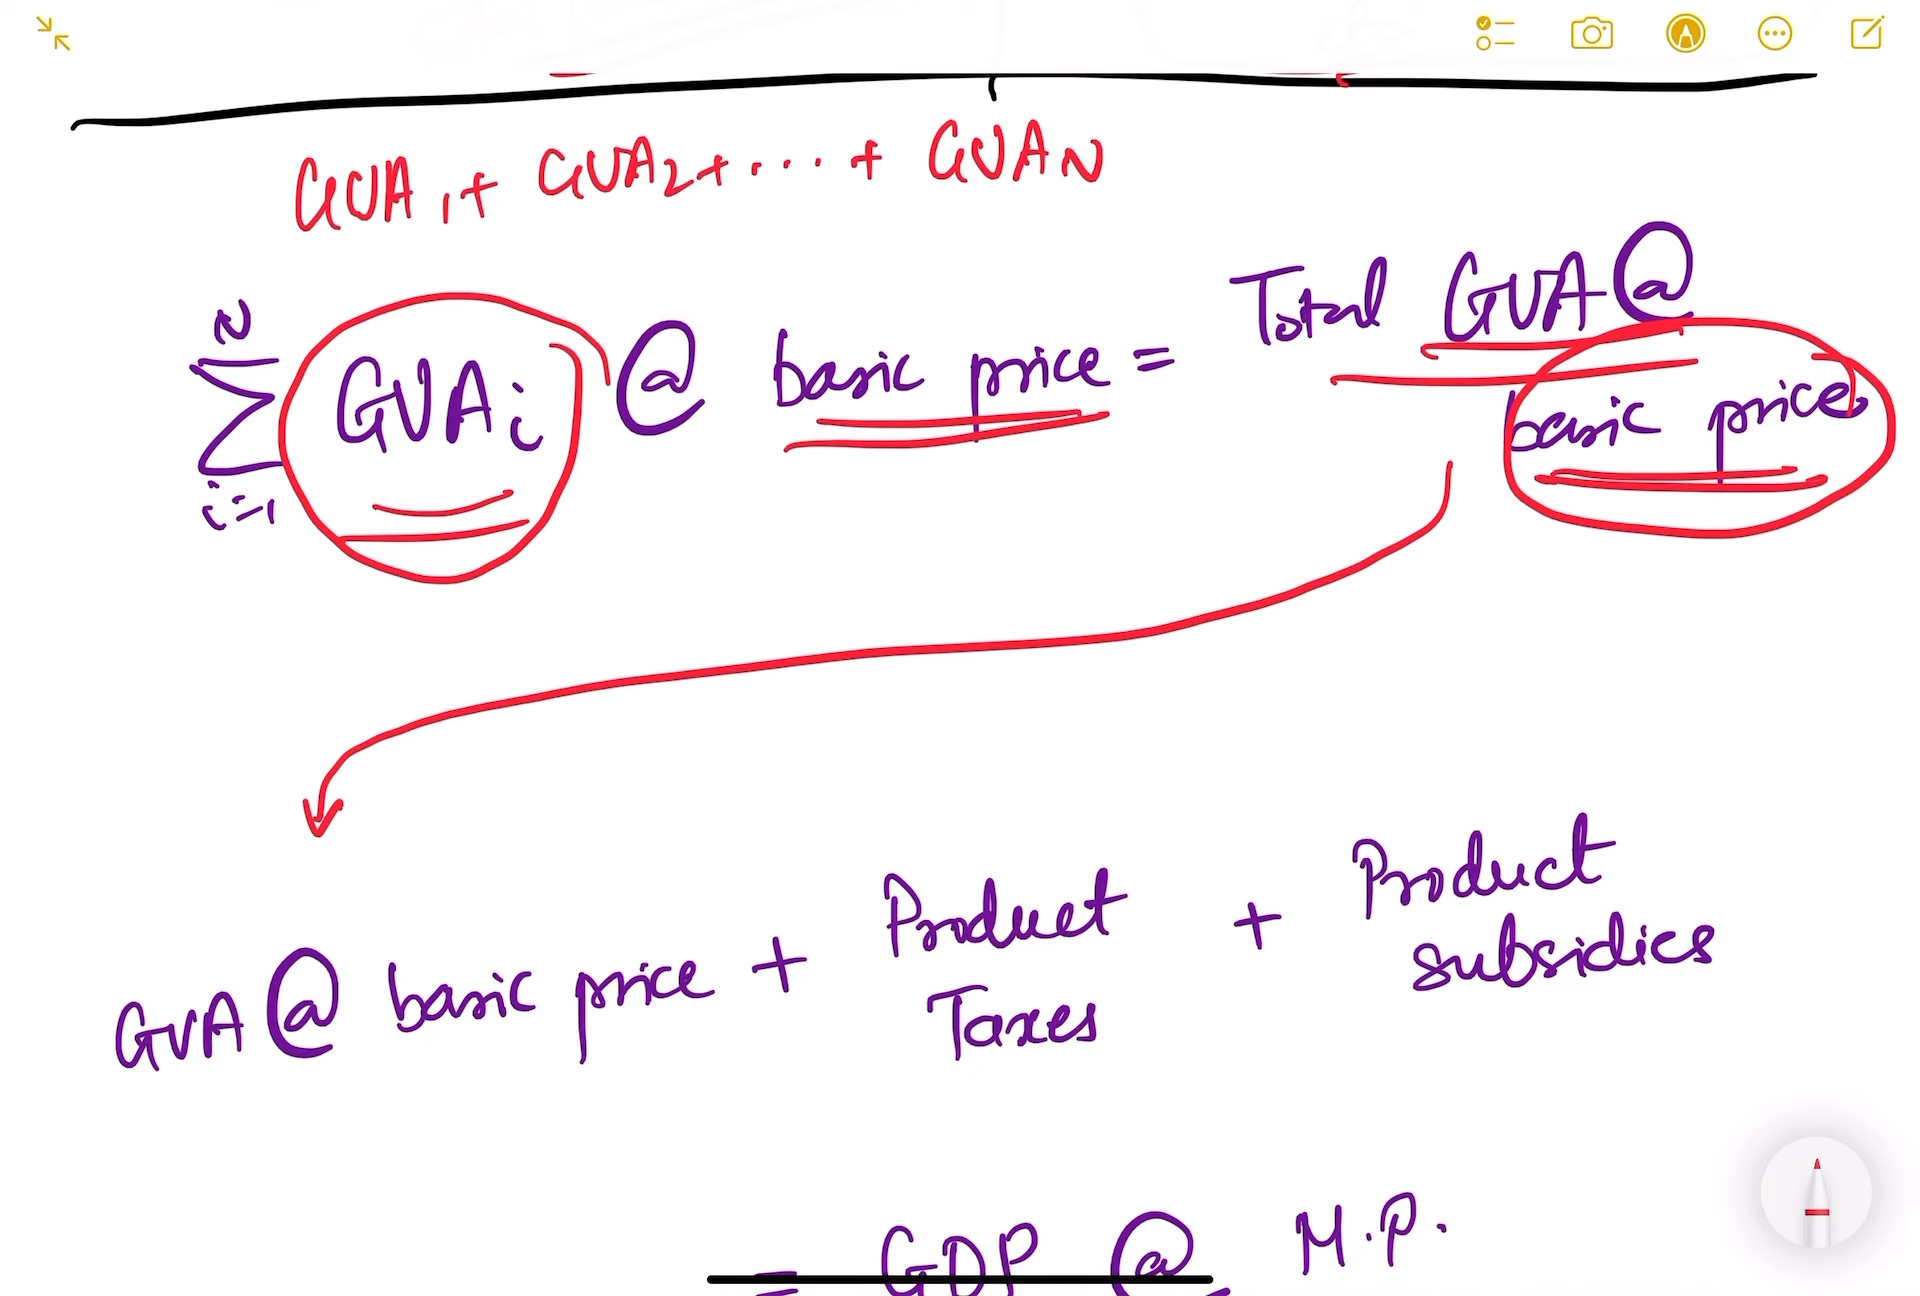 GVA1 + GVA2 + .... + GVAN
N
Σ GVAi @ basic price = Total GVA @ basic price
i=1
GVA @ basic price + Product Taxes + Product subsidies
= GDP @ M.P.